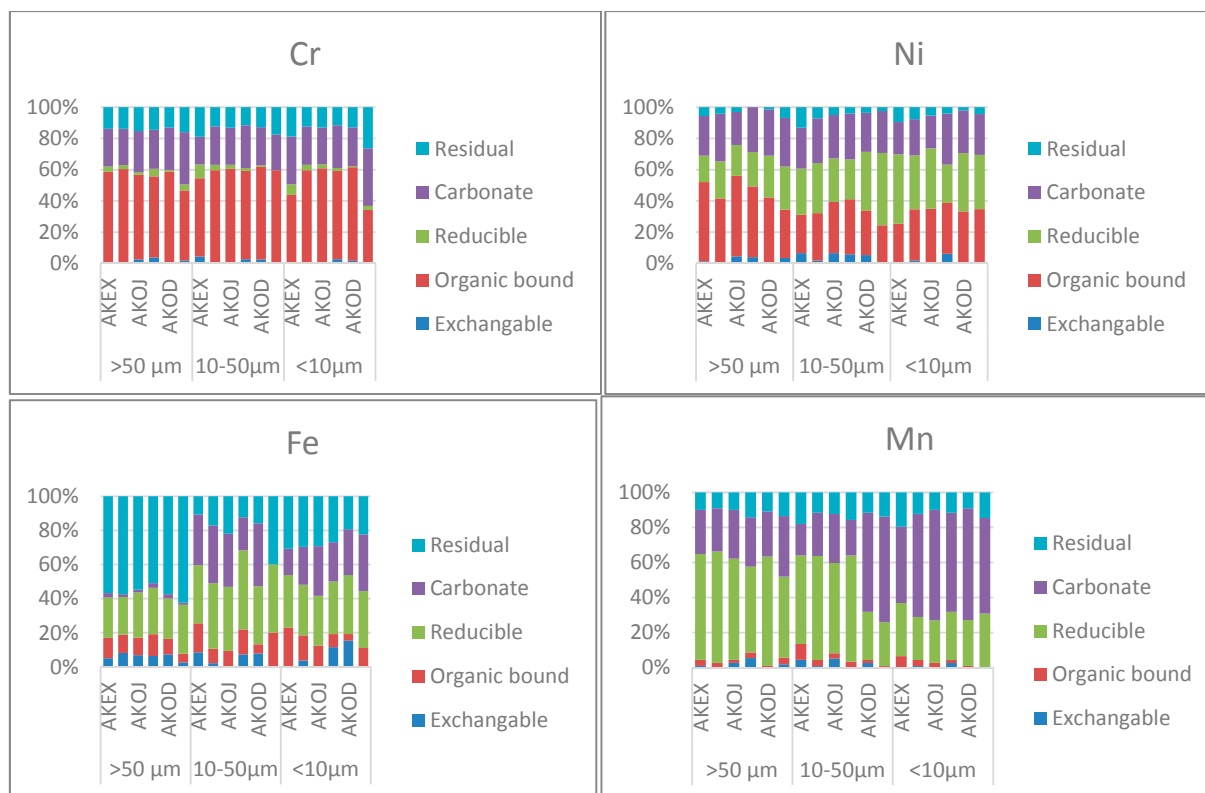 Cr
100%
80%
60%
40%
20%
0%
AKEX
AKOJ
AKOD
AKEX
AKOJ
AKOD
AKEX
AKOJ
AKOD
>50 µm
10-50µm
<10µm
Residual
Carbonate
Reducible
Organic bound
Exchangable
Ni
100%
80%
60%
40%
20%
0%
AKEX
AKOJ
AKOD
AKEX
AKOJ
AKOD
AKEX
AKOJ
AKOD
>50 µm
10-50µm
<10µm
Residual
Carbonate
Reducible
Organic bound
Exchangable
Fe
100%
80%
60%
40%
20%
0%
AKEX
AKOJ
AKOD
AKEX
AKOJ
AKOD
AKEX
AKOJ
AKOD
>50 µm
10-50µm
<10µm
Residual
Carbonate
Reducible
Organic bound
Exchangable
Mn
100%
80%
60%
40%
20%
0%
AKEX
AKOJ
AKOD
AKEX
AKOJ
AKOD
AKEX
AKOJ
AKOD
>50 µm
10-50µm
<10µm
Residual
Carbonate
Reducible
Organic bound
Exchangable